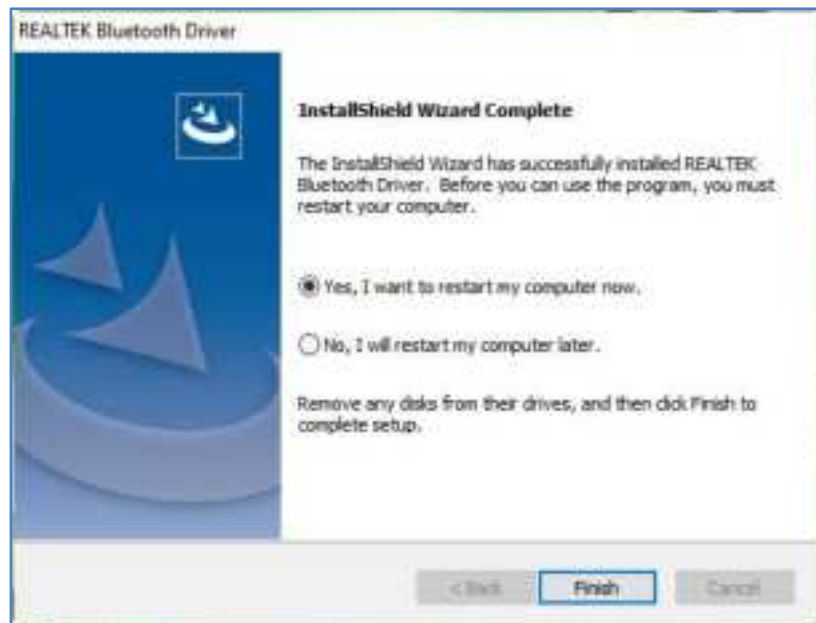 REALTEK Bluetooth Driver
InstallShield Wizard Complete
The InstallShield Wizard has successfully installed REALTEK
Bluetooth Driver. Before you can use the program, you must
restart your computer.
Yes, I want to restart my computer now.
No, I will restart my computer later.
Remove any disks from their drives, and then click Finish to
complete setup.
< Back
Finish
Cancel